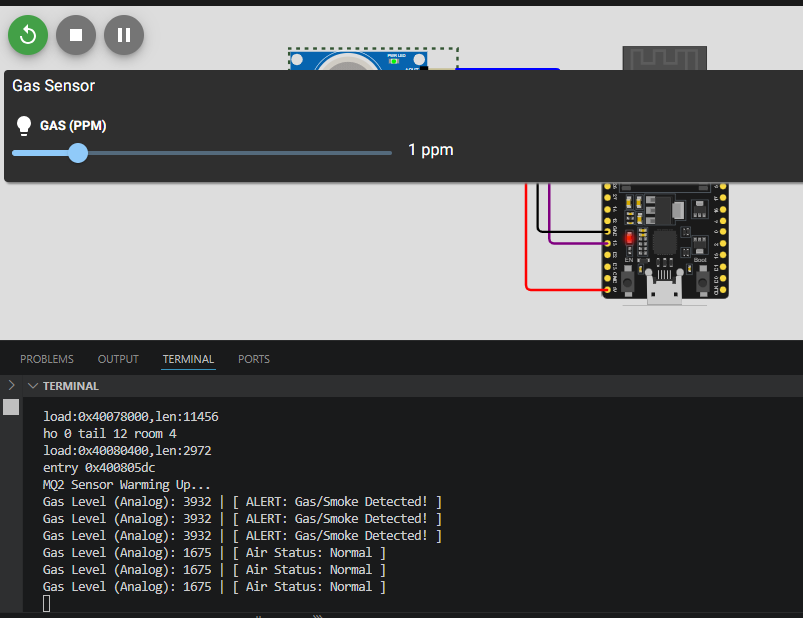 PWR LED
Gas Sensor
GAS (PPM)
1 ppm
EN
Boot
PROBLEMS OUTPUT TERMINAL PORTS
TERMINAL
load:0x40078000,len:11456
ho 0 tail 12 room 4
load:0x40080400,len:2972
entry 0x400805dc
MQ2 Sensor Warming Up...
Gas Level (Analog): 3932 | [ ALERT: Gas/Smoke Detected! ]
Gas Level (Analog): 3932 | [ ALERT: Gas/Smoke Detected! ]
Gas Level (Analog): 3932 | [ ALERT: Gas/Smoke Detected! ]
Gas Level (Analog): 1675 | [ Air Status: Normal ]
Gas Level (Analog): 1675 | [ Air Status: Normal ]
Gas Level (Analog): 1675 | [ Air Status: Normal ]